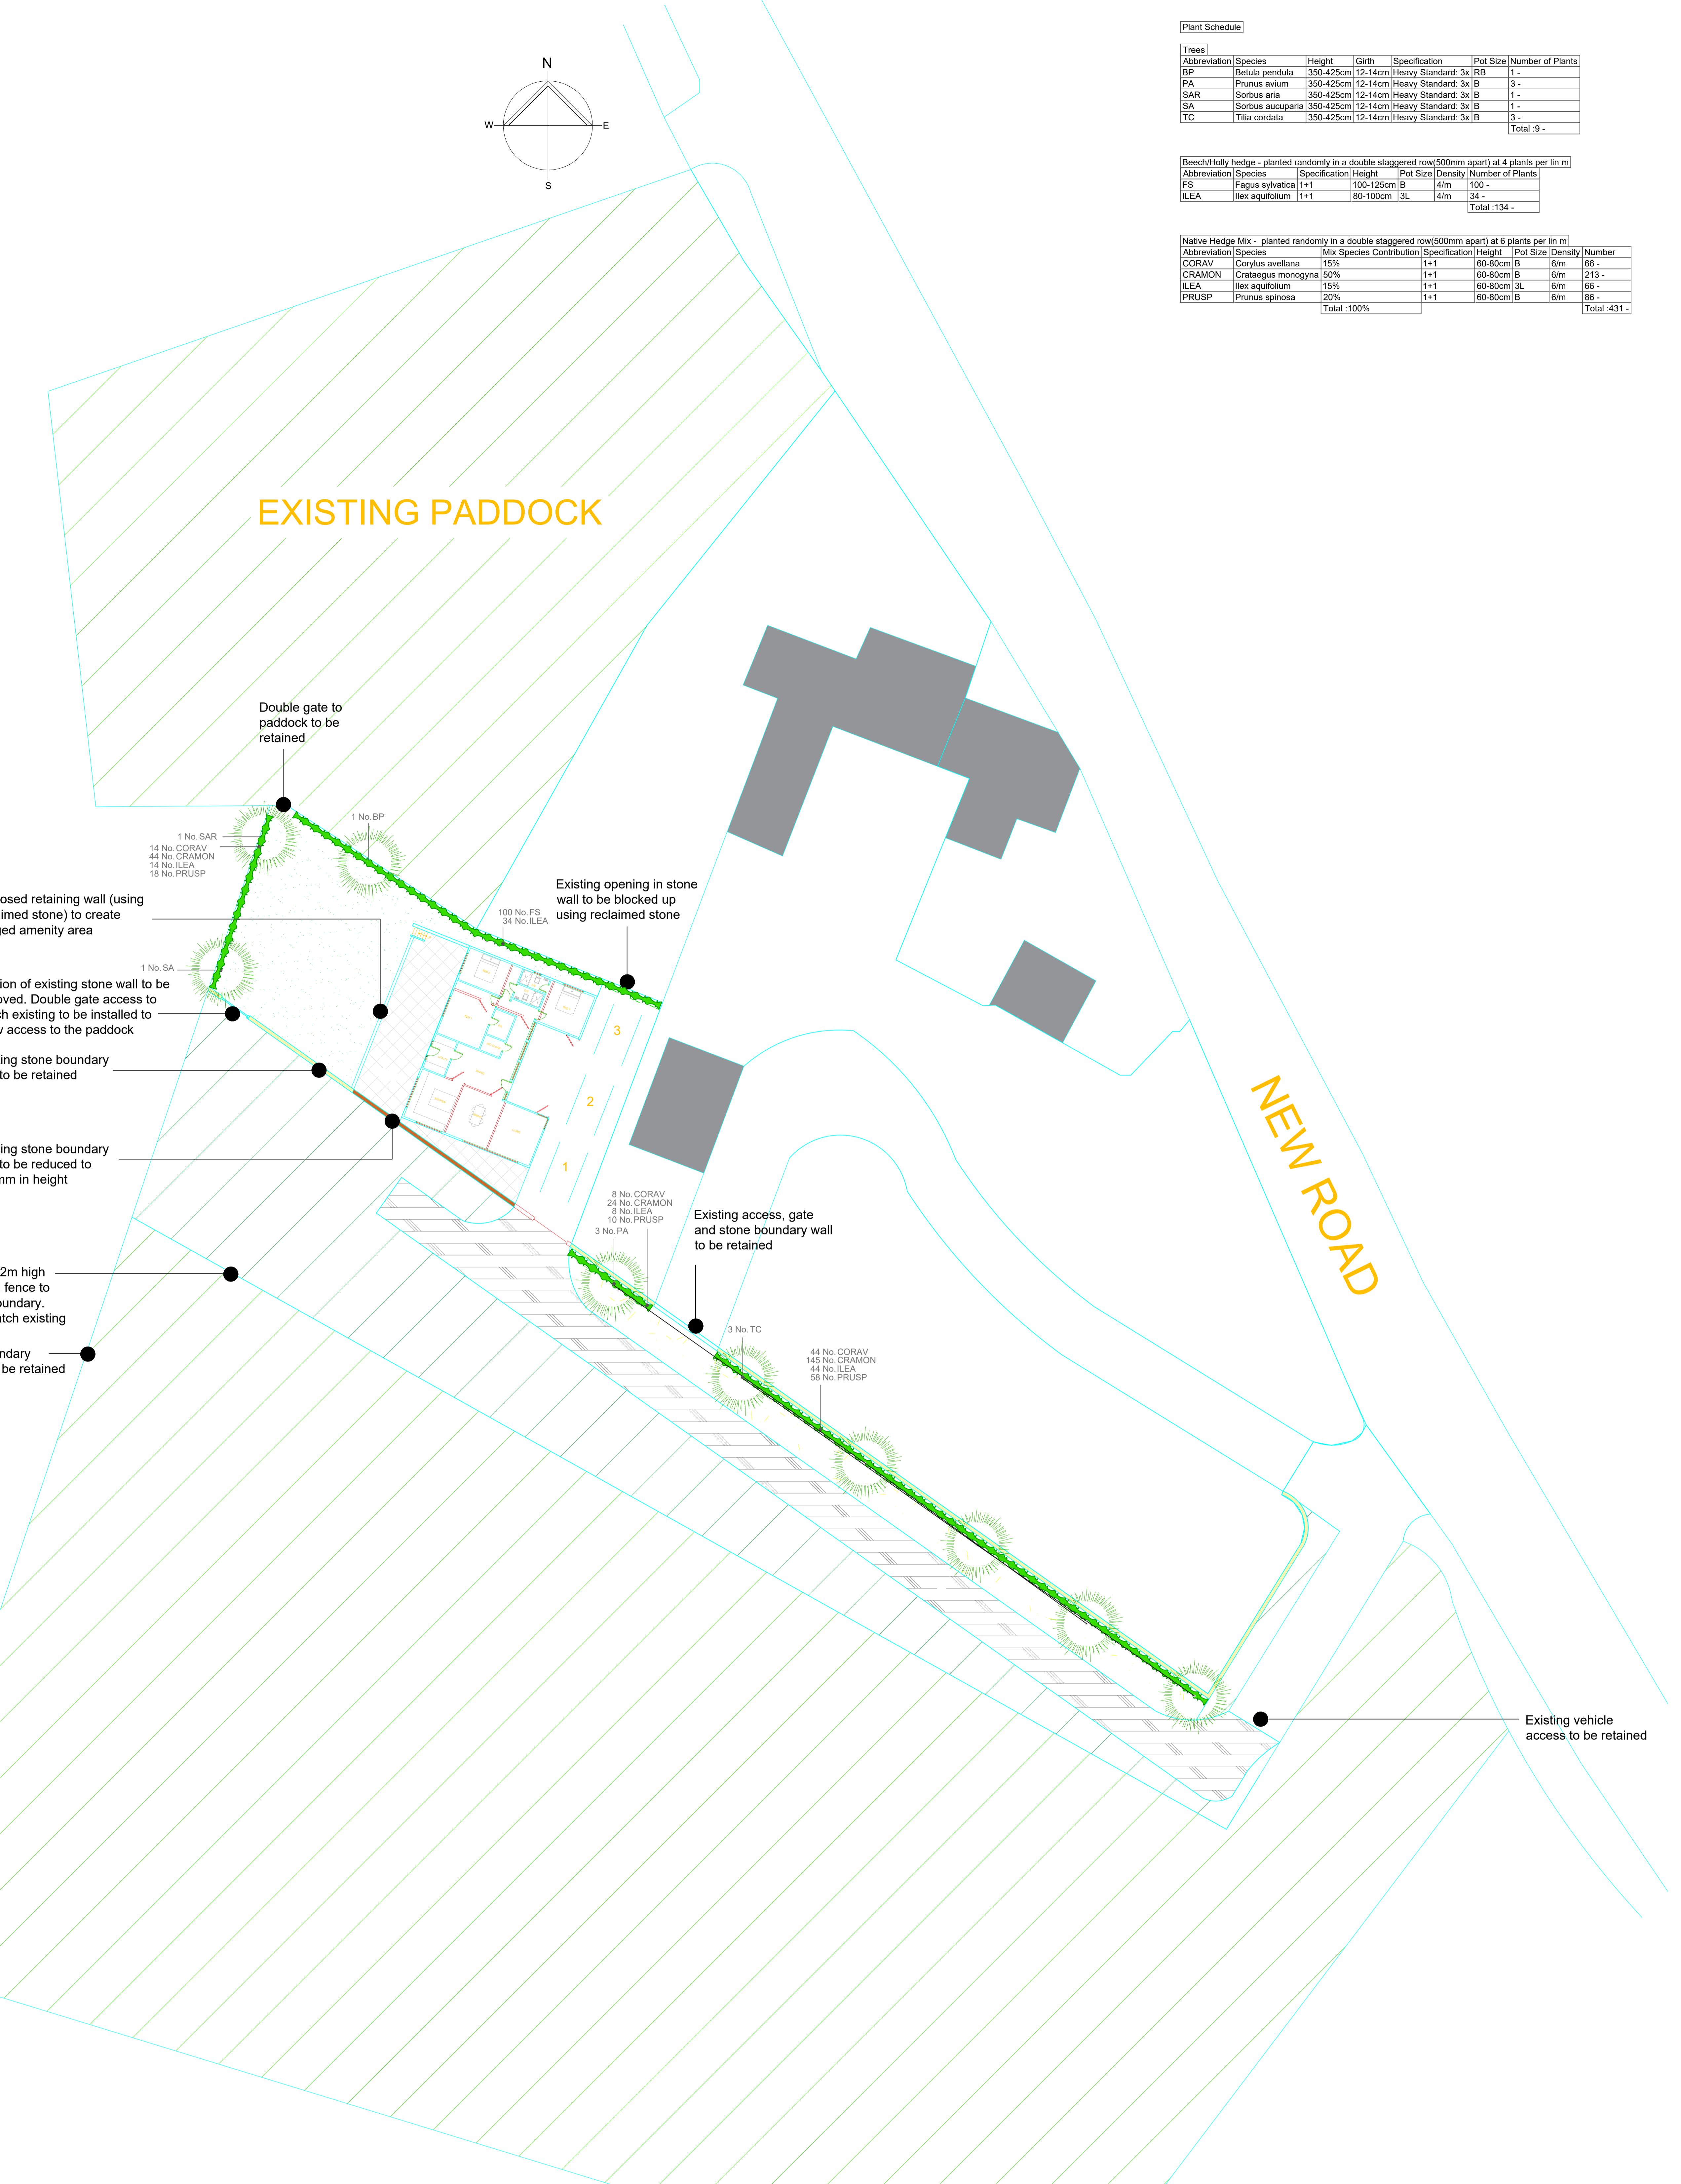 Plant Schedule
Trees
Abbreviation Species Height Girth Specification Pot Size Number of Plants
BP Betula pendula 350-425cm 12-14cm Heavy Standard: 3x RB 1 -
PA Prunus avium 350-425cm 12-14cm Heavy Standard: 3x B 3 -
SAR Sorbus aria 350-425cm 12-14cm Heavy Standard: 3x B 1 -
SA Sorbus aucuparia 350-425cm 12-14cm Heavy Standard: 3x B 1 -
TC Tilia cordata 350-425cm 12-14cm Heavy Standard: 3x B 3 -
Total :9 -
Beech/Holly hedge - planted randomly in a double staggered row(500mm apart) at 4 plants per lin m
Abbreviation Species Specification Height Pot Size Density Number of Plants
FS Fagus sylvatica 1+1 100-125cm B 4/m 100 -
ILEA Ilex aquifolium 1+1 80-100cm 3L 4/m 34 -
Total :134 -
Native Hedge Mix - planted randomly in a double staggered row(500mm apart) at 6 plants per lin m
Abbreviation Species Mix Species Contribution Specification Height Pot Size Density Number
CORAV Corylus avellana 15% 1+1 60-80cm B 6/m 66 -
CRAMON Crataegus monogyna 50% 1+1 60-80cm B 6/m 213 -
ILEA Ilex aquifolium 15% 1+1 60-80cm 3L 6/m 66 -
PRUSP Prunus spinosa 20% 1+1 60-80cm B 6/m 86 -
Total :100% Total :431 -
N
W E
S
EXISTING PADDOCK
Double gate to
paddock to be
retained
1 No. BP
1 No. SAR
14 No. CORAV
44 No. CRAMON
14 No. ILEA
18 No. PRUSP
osed retaining wall (using
imed stone) to create
ged amenity area
Existing opening in stone
wall to be blocked up
using reclaimed stone
100 No. FS
34 No. ILEA
1 No. SA
ion of existing stone wall to be
oved. Double gate access to
ch existing to be installed to
w access to the paddock
3
2
1
ting stone boundary
to be retained
ting stone boundary
to be reduced to
mm in height
NEW ROAD
8 No. CORAV
24 No. CRAMON
8 No. ILEA
10 No. PRUSP
3 No. PA
Existing access, gate
and stone boundary wall
to be retained
2m high
fence to
oundary.
atch existing
ndary
be retained
3 No. TC
44 No. CORAV
145 No. CRAMON
44 No. ILEA
58 No. PRUSP
Existing vehicle
access to be retained